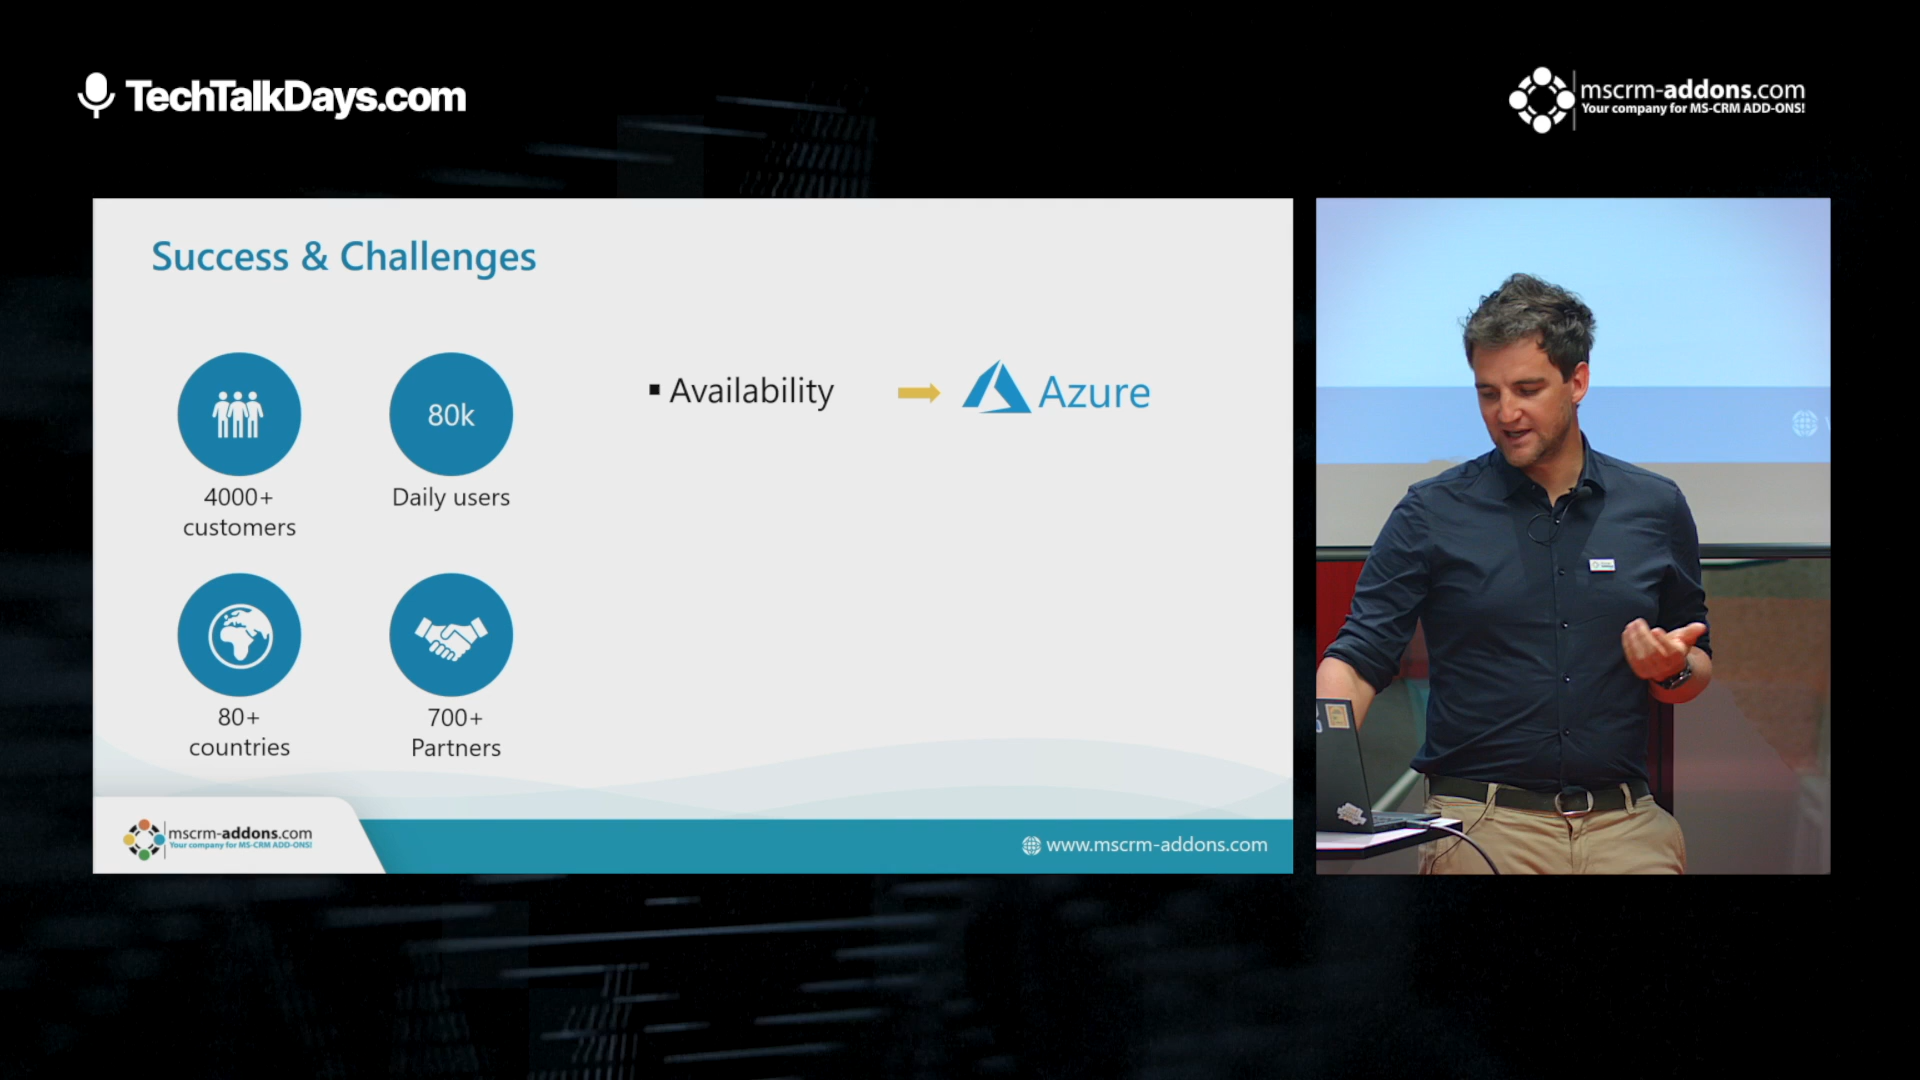 TechTalkDays.com
mscrm-addons.com
Your company for MS-CRM ADD-ONS!
Success & Challenges
4000+
customers
80k
Daily users
80+
countries
700+
Partners
▪ Availability
Azure
mscrm-addons.com
Your company for MS-CRM ADD-ONS!
www.mscrm-addons.com